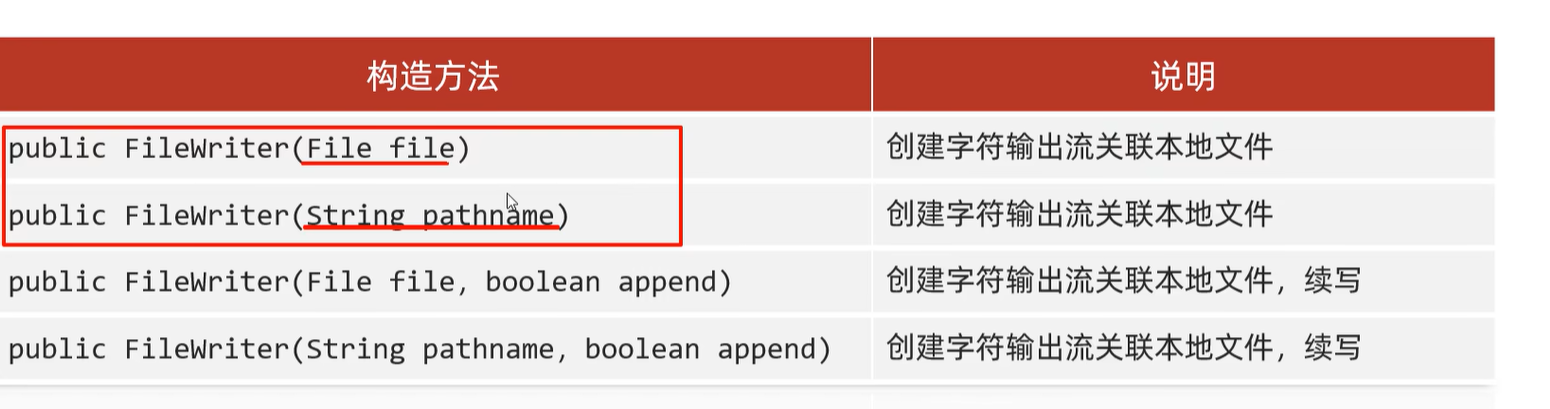 构造方法 说明
public FileWriter(File file) 创建字符输出流关联本地文件
public FileWriter(String pathname) 创建字符输出流关联本地文件
public FileWriter(File file, boolean append) 创建字符输出流关联本地文件，续写
public FileWriter(String pathname, boolean append) 创建字符输出流关联本地文件，续写